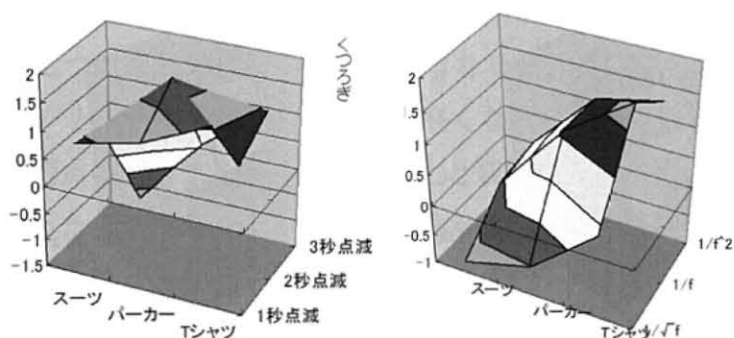 くつろぎ
2
1.5
1
0.5
0
-0.5
-1
-1.5
スーツ
パーカー
Tシャツ
1秒点滅
2秒点滅
3秒点滅
2
1.5
1
0.5
0
-0.5
-1
スーツ
パーカー
Tシャツ
/√f
1/f
1/f^2